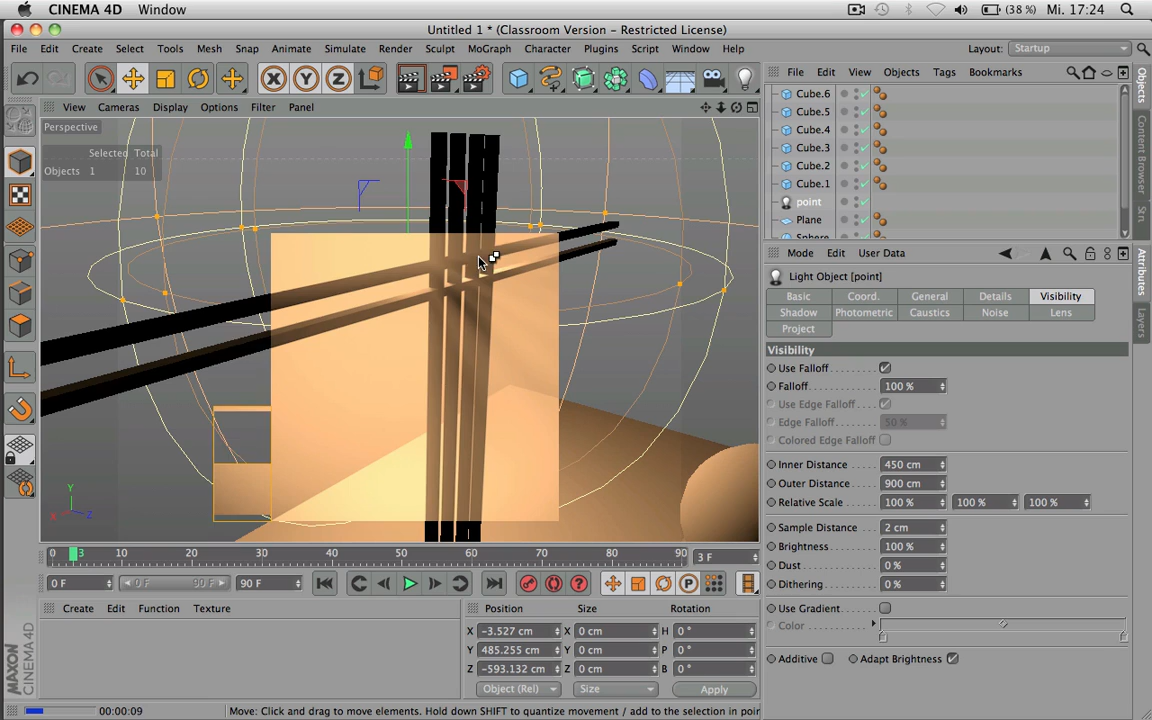 CINEMA 4D Window (38 %) Mi. 17:24
Untitled 1 * (Classroom Version - Restricted License)
File Edit Create Select Tools Mesh Snap Animate Simulate Render Sculpt MoGraph Character Plugins Script Window Help Layout: Startup
X Y Z
File Edit View Objects Tags Bookmarks
View Cameras Display Options Filter Panel
Perspective
Selected Total
Objects 1 10
Y
X Z
Cube.6
Cube.5
Cube.4
Cube.3
Cube.2
Cube.1
point
Plane
Sphere
Objects
Content Browser
Str
Attributes
Layers
Mode Edit User Data
Light Object [point]
Basic Coord. General Details Visibility
Shadow Photometric Caustics Noise Lens
Project
Visibility
Use Falloff
Falloff 100 %
Use Edge Falloff
Edge Falloff 50 %
Colored Edge Falloff
Inner Distance 450 cm
Outer Distance 900 cm
Relative Scale 100 % 100 % 100 %
Sample Distance 2 cm
Brightness 100 %
Dust 0 %
Dithering 0 %
Use Gradient
Color
Additive Adapt Brightness
0 3 10 20 30 40 50 60 70 80 90 3 F
0 F 0 F 90 F 90 F
P
Create Edit Function Texture
Position Size Rotation
X -3.527 cm X 0 cm H 0 °
Y 485.255 cm Y 0 cm P 0 °
Z -593.132 cm Z 0 cm B 0 °
Object (Rel) Size Apply
MAXON CINEMA 4D
00:00:09 Move: Click and drag to move elements. Hold down SHIFT to quantize movement / add to the selection in poir